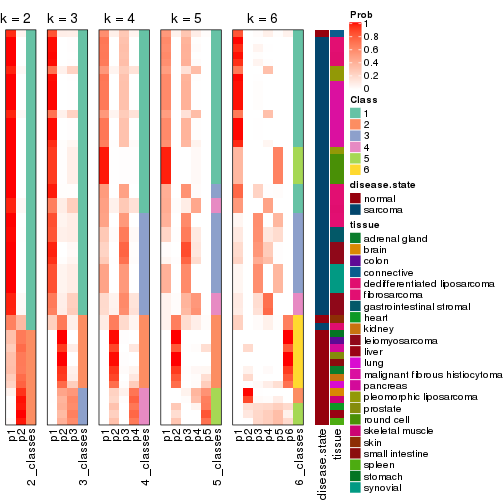 k = 2
k = 3
k = 4
k = 5
k = 6
p1
p2
2_classes
p1
p2
p3
3_classes
p1
p2
p3
p4
4_classes
p1
p2
p3
p4
p5
5_classes
p1
p2
p3
p4
p5
p6
6_classes
disease.state
tissue
Prob
1
0.8
0.6
0.4
0.2
0
Class
1
2
3
4
5
6
disease.state
normal
sarcoma
tissue
adrenal gland
brain
colon
connective
dedifferentiated liposarcoma
fibrosarcoma
gastrointestinal stromal
heart
kidney
leiomyosarcoma
liver
lung
malignant fibrous histiocytoma
pancreas
pleomorphic liposarcoma
prostate
round cell
skeletal muscle
skin
small intestine
spleen
stomach
synovial